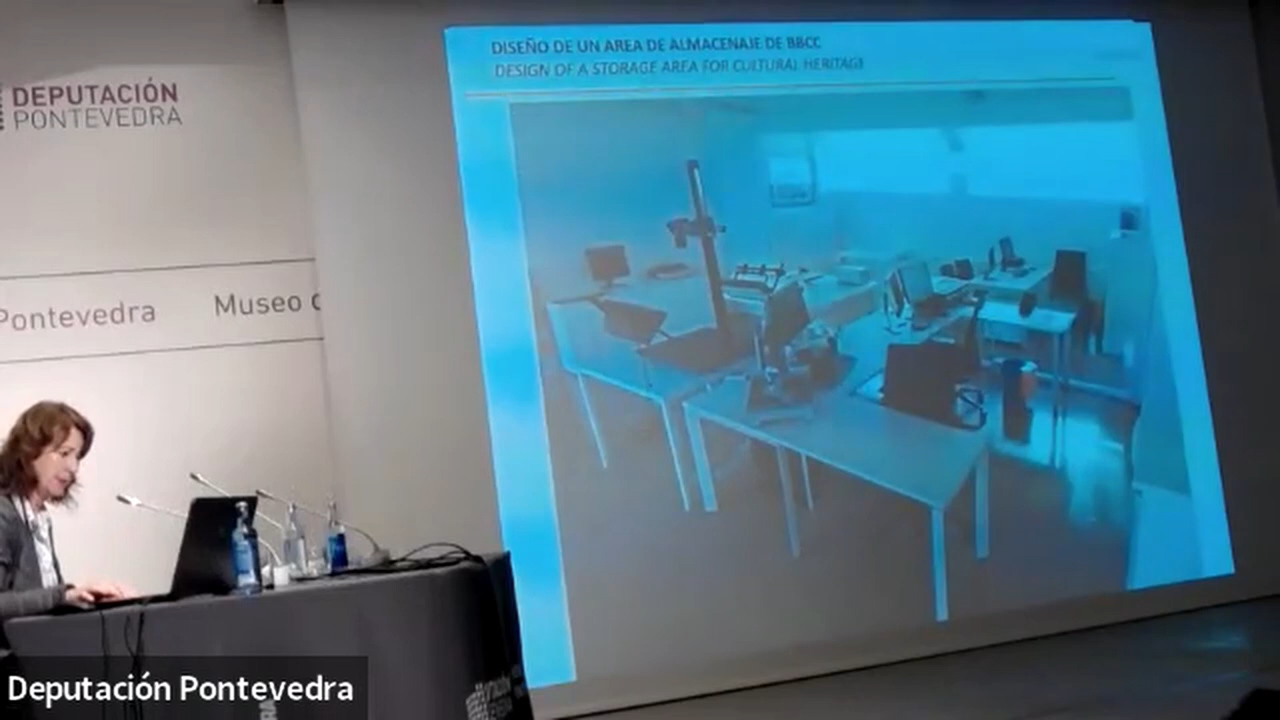 DEPUTACIÓN
PONTEVEDRA
Pontevedra Museo
DISEÑO DE UN AREA DE ALMACENAJE DE BBCC
DESIGN OF A STORAGE AREA FOR CULTURAL HERITAGE
Deputación Pontevedra